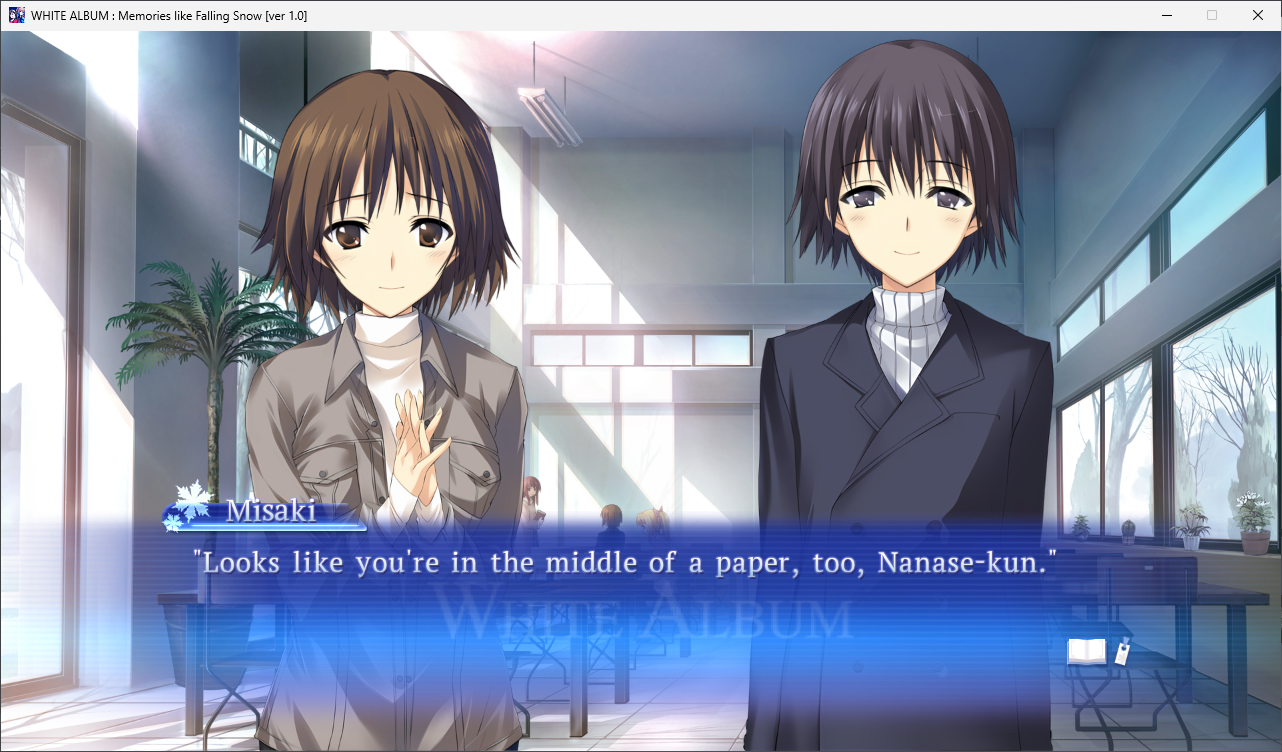 WHITE ALBUM : Memories like Falling Snow [ver 1.0]
Misaki
"Looks like you're in the middle of a paper, too, Nanase-kun."
WHITE ALBUM